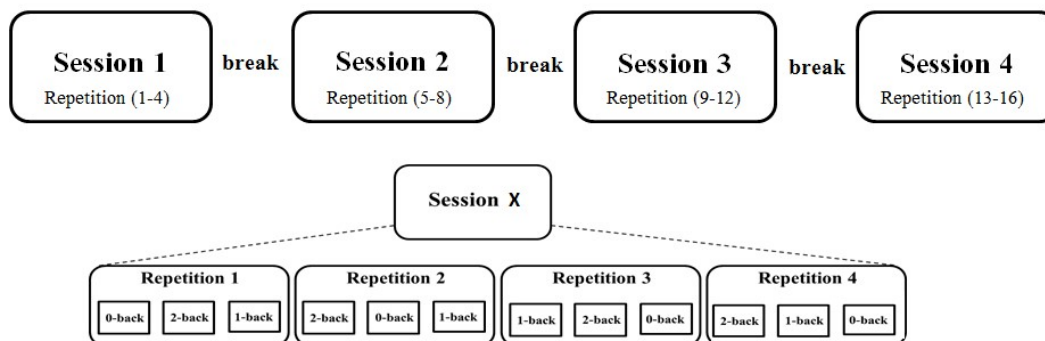 Session 1 break Session 2 break Session 3 break Session 4
Repetition (1-4) Repetition (5-8) Repetition (9-12) Repetition (13-16)
Session X
Repetition 1 Repetition 2 Repetition 3 Repetition 4
0-back 2-back 1-back 2-back 0-back 1-back 1-back 2-back 0-back 2-back 1-back 0-back